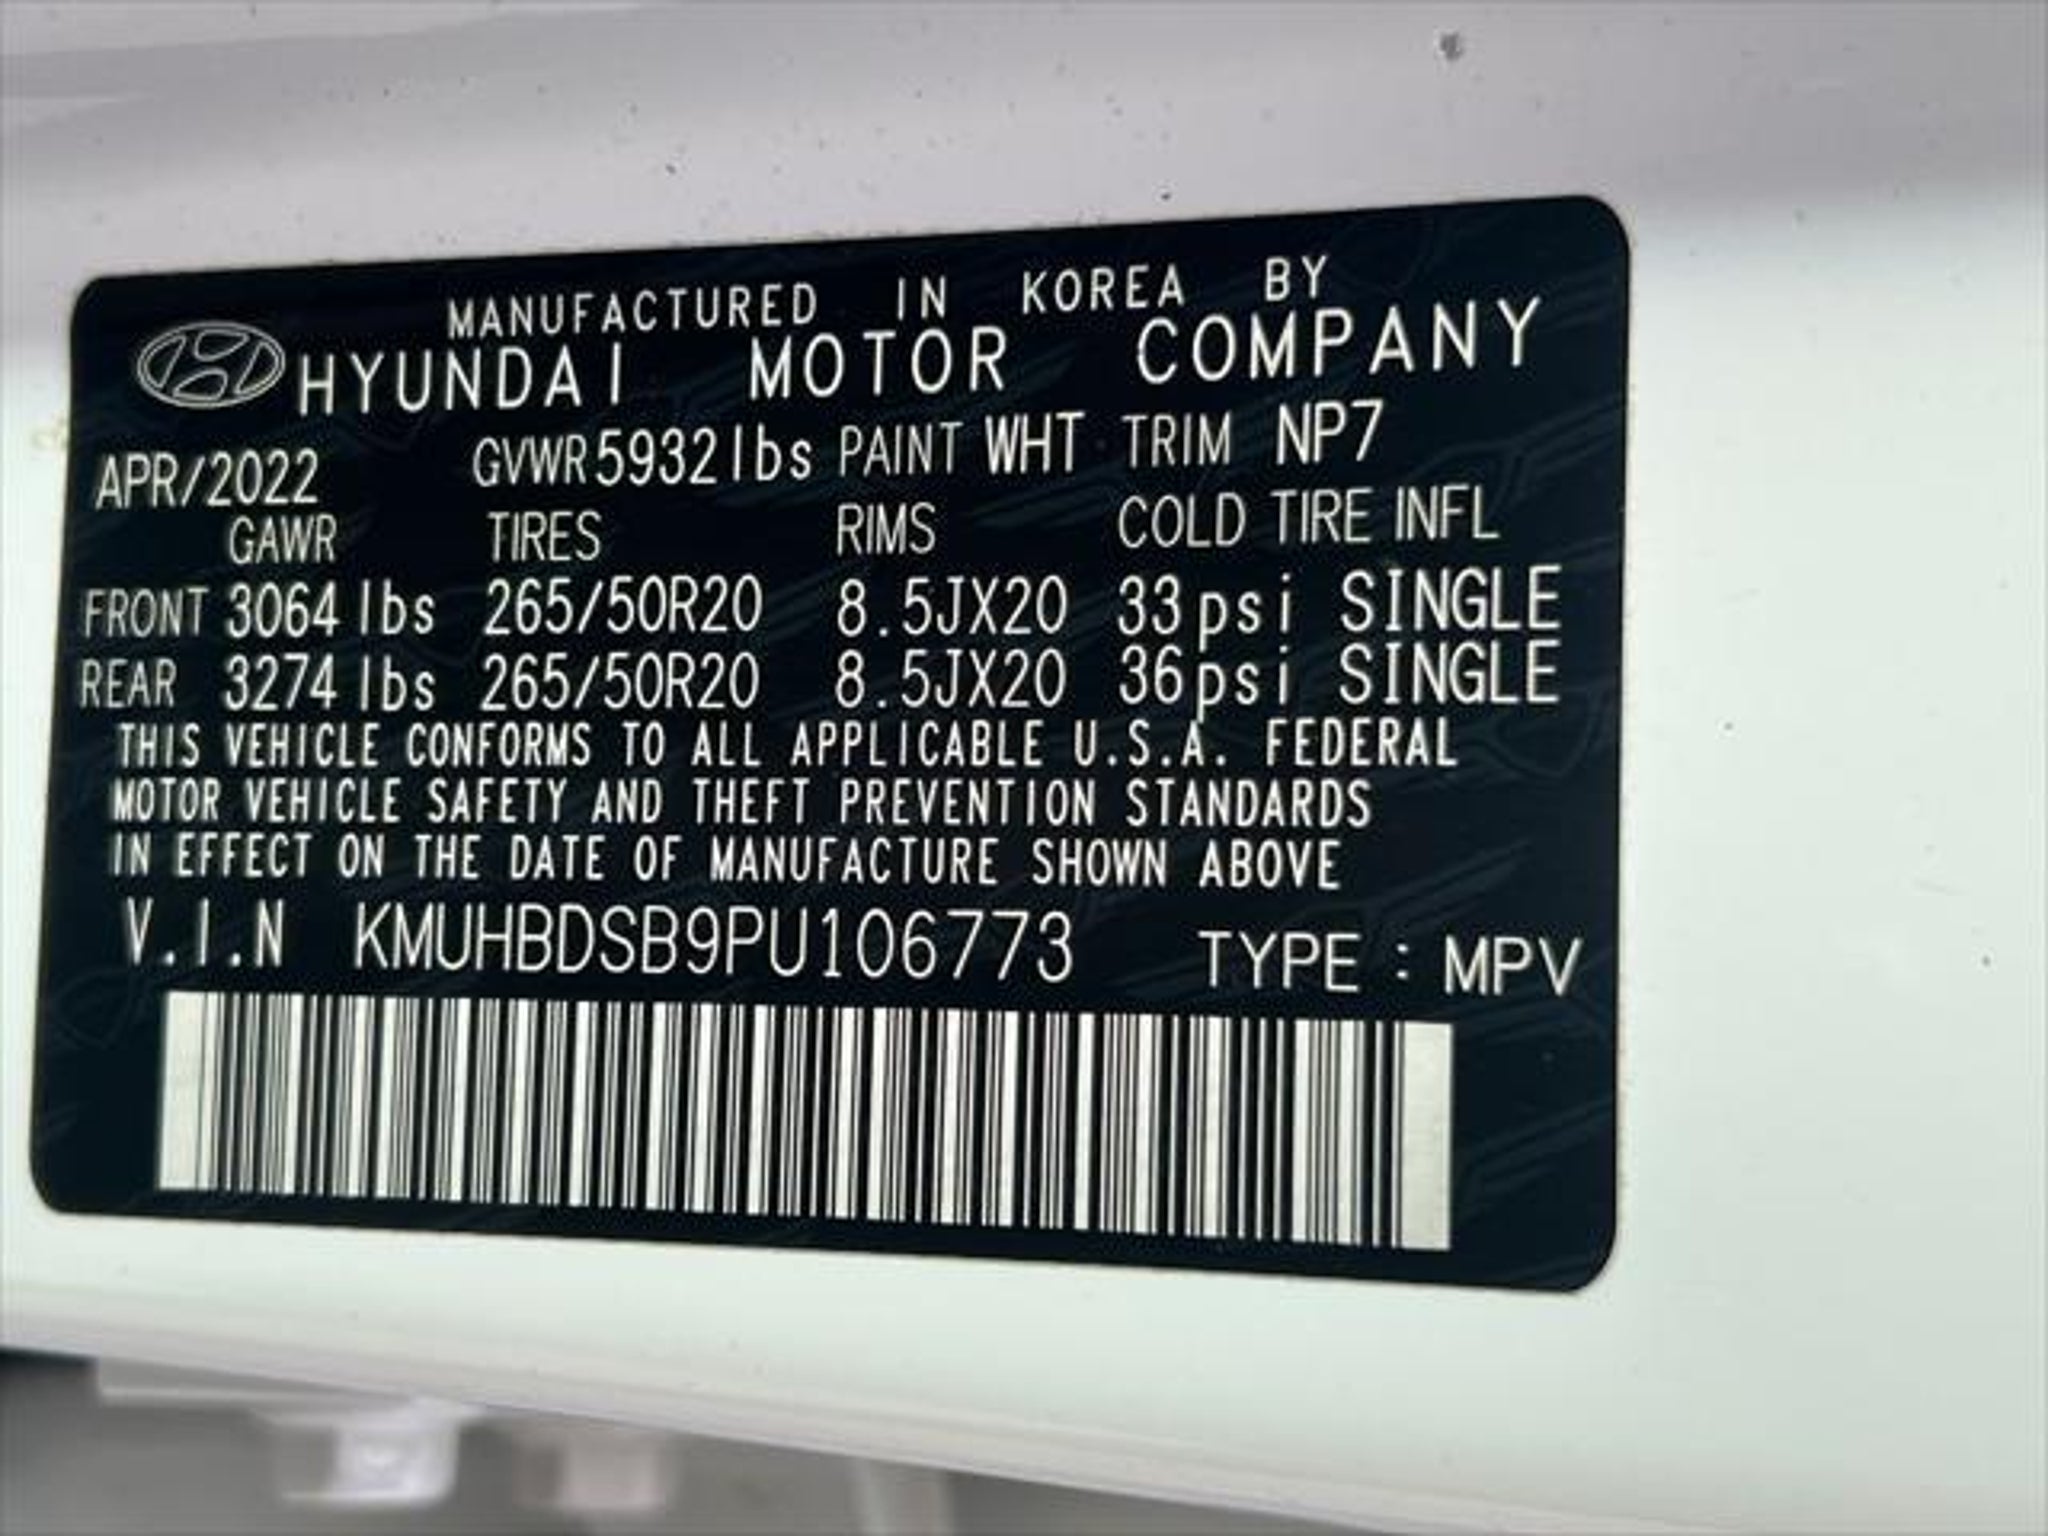 MANUFACTURED IN KOREA BY
HYUNDAI MOTOR COMPANY
APR/2022 GVWR 5932lbs PAINT WHT TRIM NP7
GAWR TIRES RIMS COLD TIRE INFL
FRONT 3064lbs 265/50R20 8.5JX20 33psi SINGLE
REAR 3274lbs 265/50R20 8.5JX20 36psi SINGLE
THIS VEHICLE CONFORMS TO ALL APPLICABLE U.S.A. FEDERAL
MOTOR VEHICLE SAFETY AND THEFT PREVENTION STANDARDS
IN EFFECT ON THE DATE OF MANUFACTURE SHOWN ABOVE
V.I.N KMUHBDSB9PU106773 TYPE : MPV